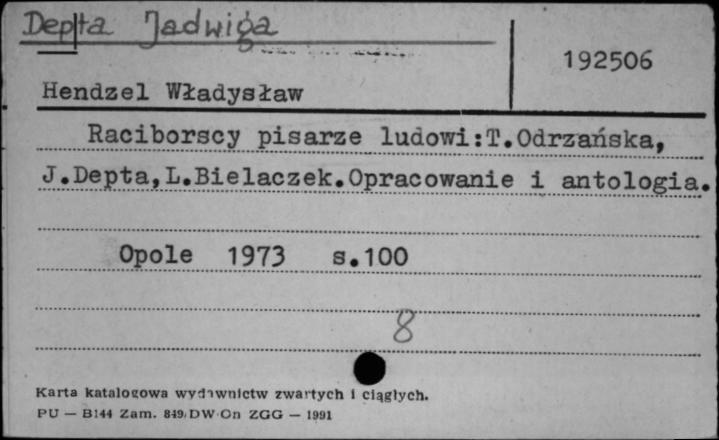 Depta Jadwiga
192506
Hendzel Władysław
Raciborscy pisarze ludowi:T.Odrzańska,
J.Depta,L.Bielaczek.Opracowanie i antologia.
Opole 1973 s.100
8
Karta katalogowa wydawnictw zwartych i ciągłych.
PU — B144 Zam. 849/DW On ZGG — 1991